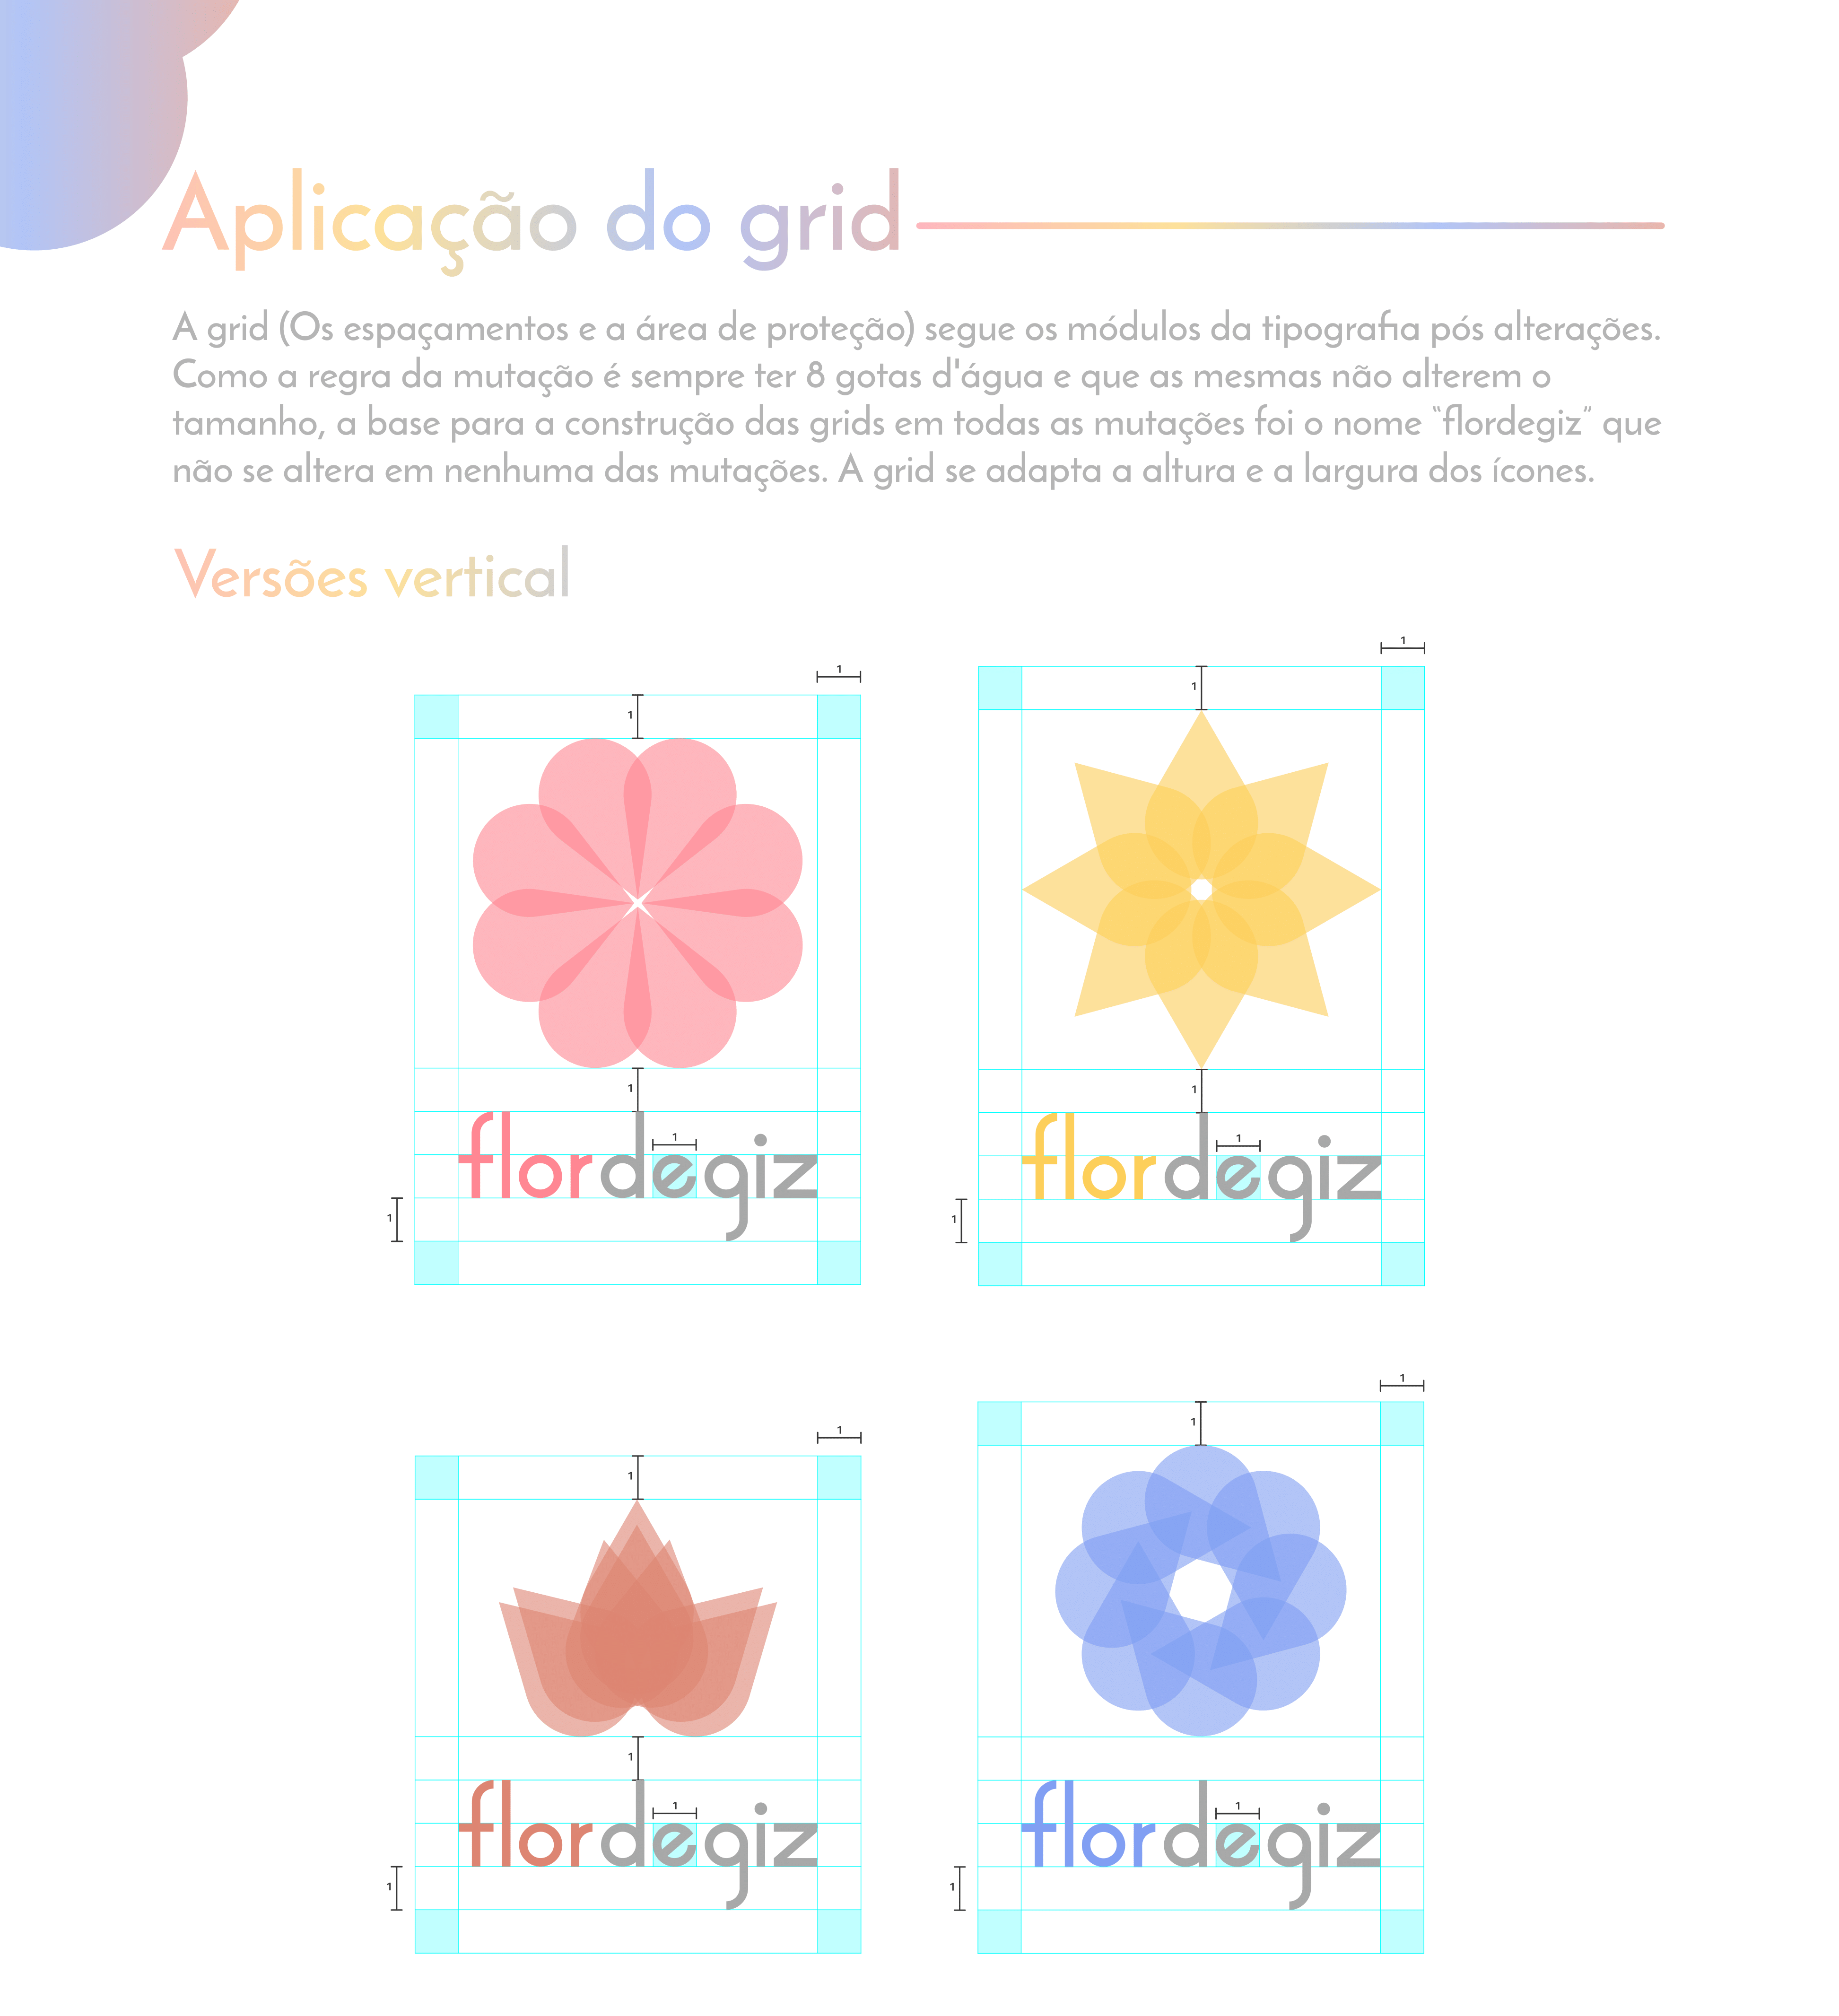 Aplicação do grid
A grid (Os espaçamentos e a área de proteção) segue os módulos da tipografia pós alterações.
Como a regra da mutação é sempre ter 8 gotas d'água e que as mesmas não alterem o
tamanho, a base para a construção das grids em todas as mutações foi o nome “flordegiz” que
não se altera em nenhuma das mutações. A grid se adapta a altura e a largura dos ícones.
Versões vertical
1
1
1
flordegiz
1
1
1
1
1
flordegiz
1
1
1
1
1
flordegiz
1
1
1
1
flordegiz
1
1